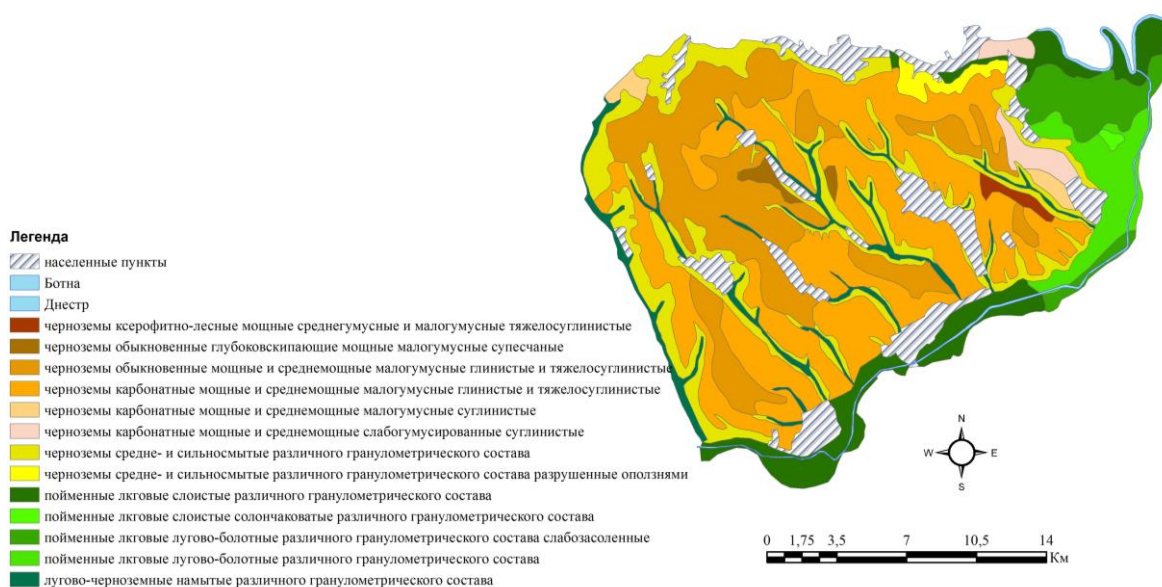 Легенда
населенные пункты
Ботна
Днестр
черноземы ксерофитно-лесные мощные среднегумусные и малогумусные тяжелосуглинистые
черноземы обыкновенные глубоковскипающие мощные малогумусные супесчаные
черноземы обыкновенные мощные и среднемощные малогумусные глинистые и тяжелосуглинистые
черноземы карбонатные мощные и среднемощные малогумусные глинистые и тяжелосуглинистые
черноземы карбонатные мощные и среднемощные малогумусные суглинистые
черноземы карбонатные мощные и среднемощные слабогумусированные суглинистые
черноземы средне- и сильносмытые различного гранулометрического состава
черноземы средне- и сильносмытые различного гранулометрического состава разрушенные оползнями
пойменные лкговые слоистые различного гранулометрического состава
пойменные лкговые слоистые солончаковатые различного гранулометрического состава
пойменные лкговые лугово-болотные различного гранулометрического состава слабозасоленные
пойменные лкговые лугово-болотные различного гранулометрического состава
лугово-черноземные намытые различного гранулометрического состава
N
W E
S
0 1,75 3,5 7 10,5 14
Км